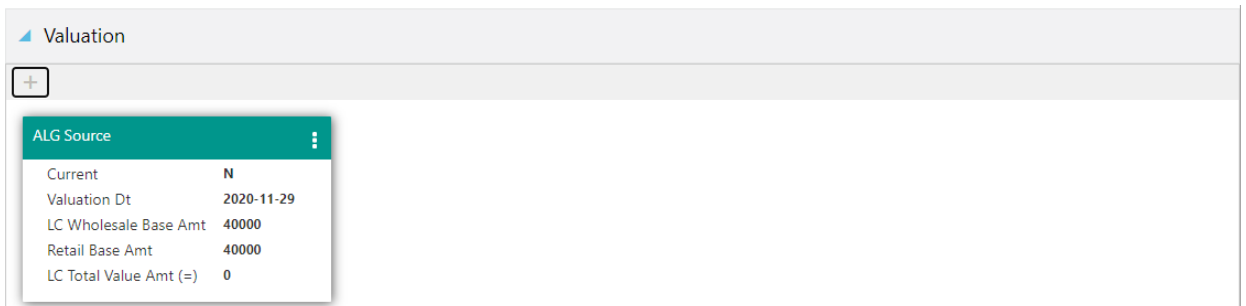 Valuation
+
ALG Source
Current N
Valuation Dt 2020-11-29
LC Wholesale Base Amt 40000
Retail Base Amt 40000
LC Total Value Amt (=) 0